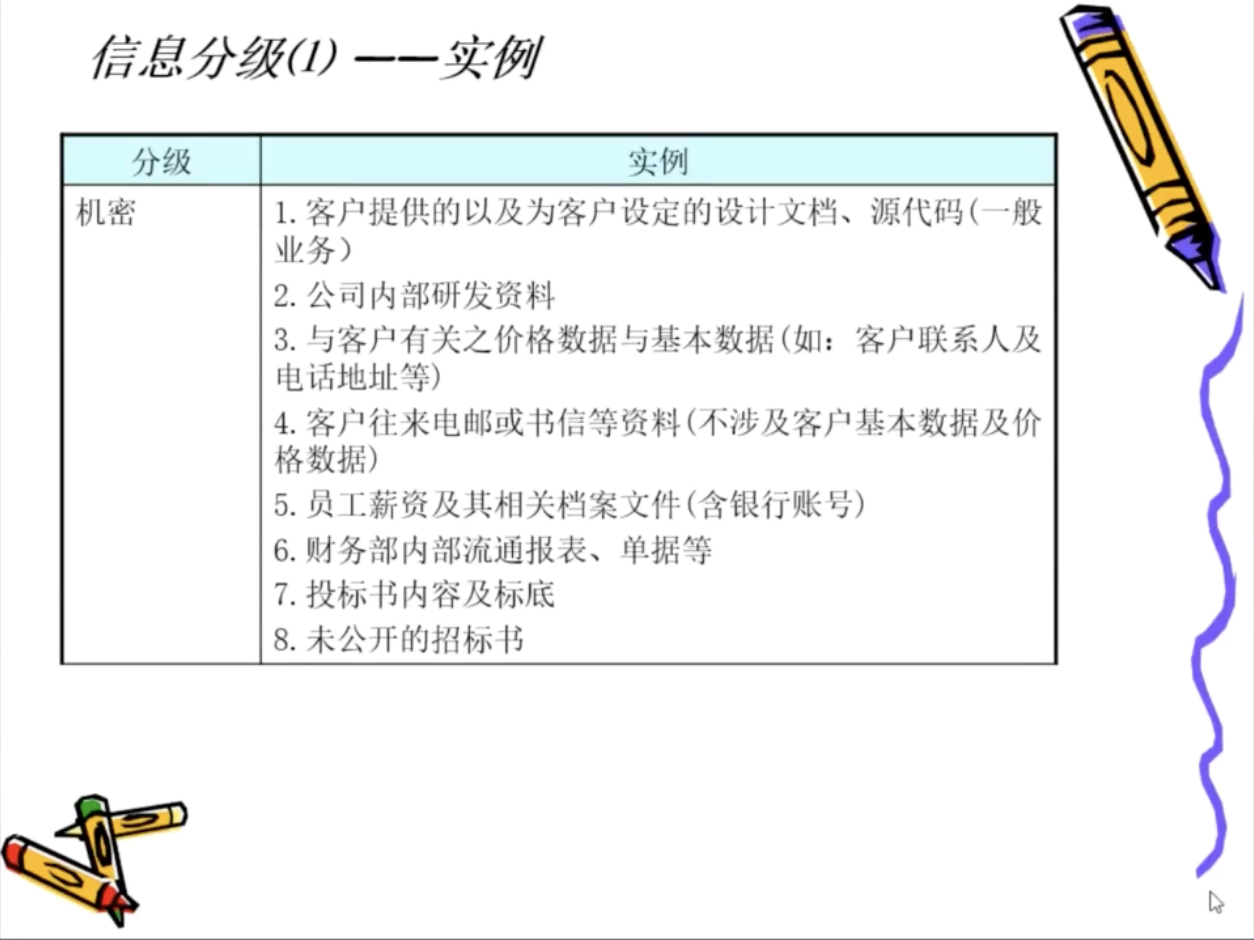 信息分级(1) ——实例
分级
实例
机密
1.客户提供的以及为客户设定的设计文档、源代码(一般
业务）
2.公司内部研发资料
3.与客户有关之价格数据与基本数据(如：客户联系人及
电话地址等)
4.客户往来电邮或书信等资料(不涉及客户基本数据及价
格数据)
5.员工薪资及其相关档案文件(含银行账号)
6.财务部内部流通报表、单据等
7.投标书内容及标底
8.未公开的招标书